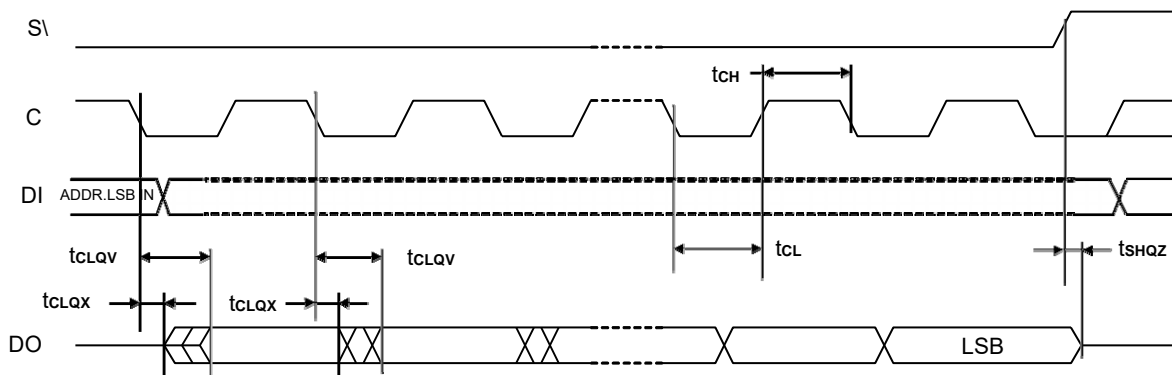 S\
tCH
C
DI ADDR.LSB IN
tCLQV tCLQV tCL tSHQZ
tCLQX tCLQX
DO LSB